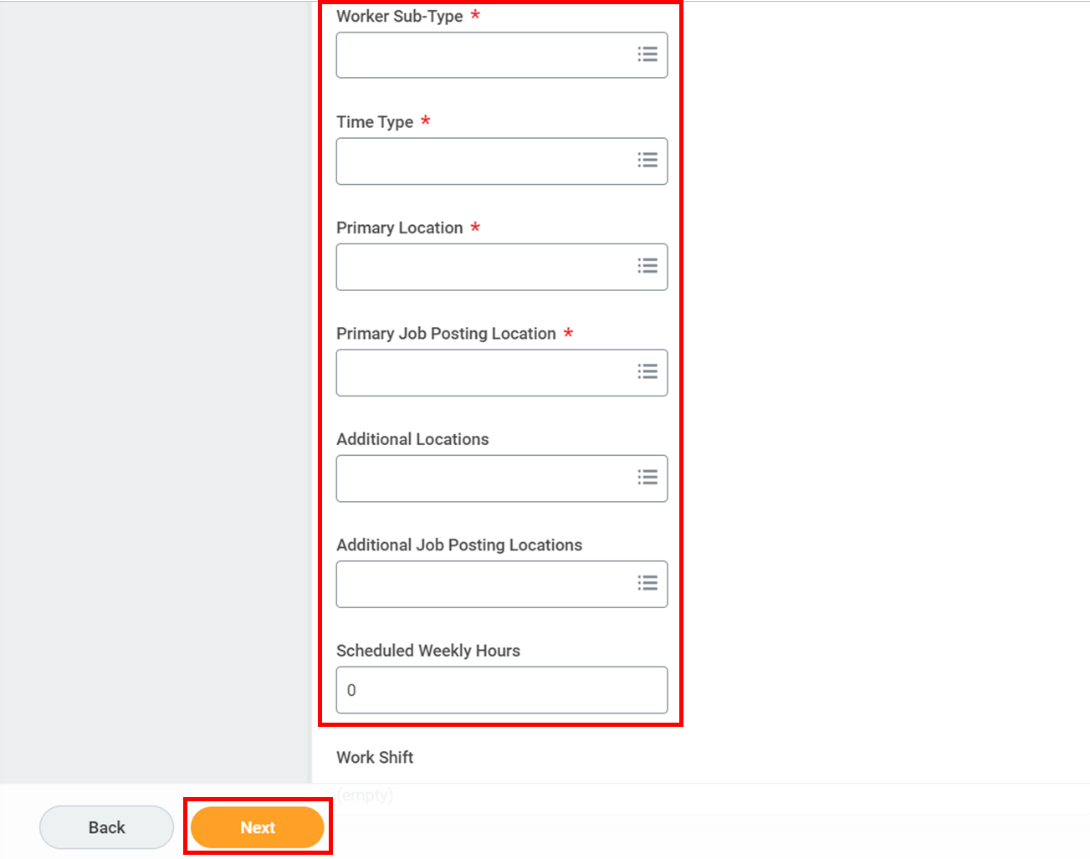 Worker Sub-Type *
Time Type *
Primary Location *
Primary Job Posting Location *
Additional Locations
Additional Job Posting Locations
Scheduled Weekly Hours
0
Work Shift
(empty)
Back
Next